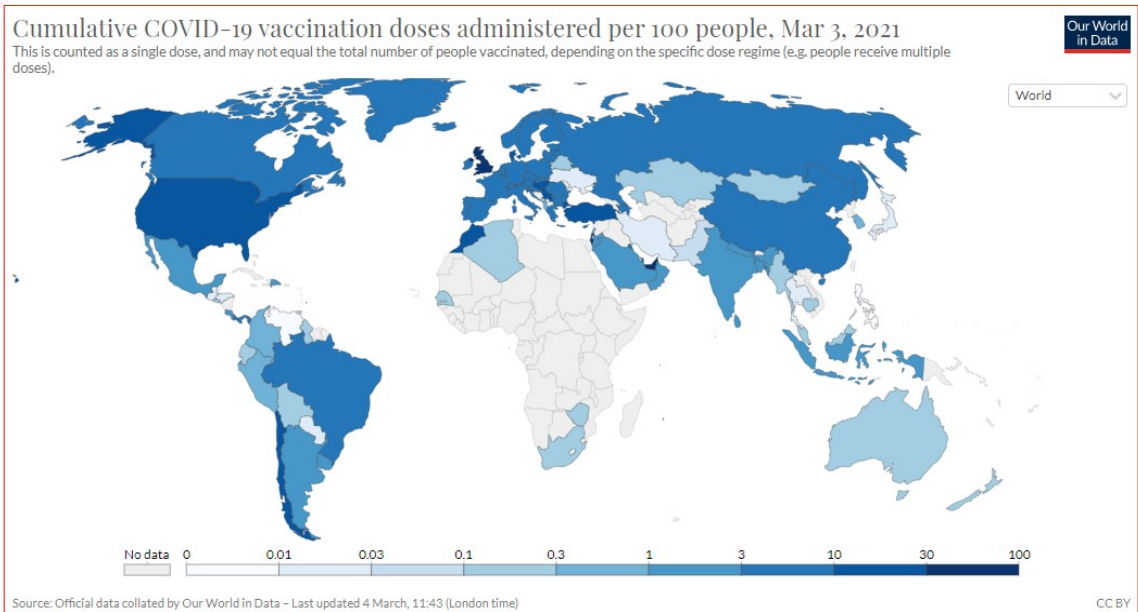 Cumulative COVID-19 vaccination doses administered per 100 people, Mar 3, 2021
This is counted as a single dose, and may not equal the total number of people vaccinated, depending on the specific dose regime (e.g. people receive multiple
doses).
Our World
in Data
World
No data 0 0.01 0.03 0.1 0.3 1 3 10 30 100
Source: Official data collated by Our World in Data – Last updated 4 March, 11:43 (London time)
CC BY